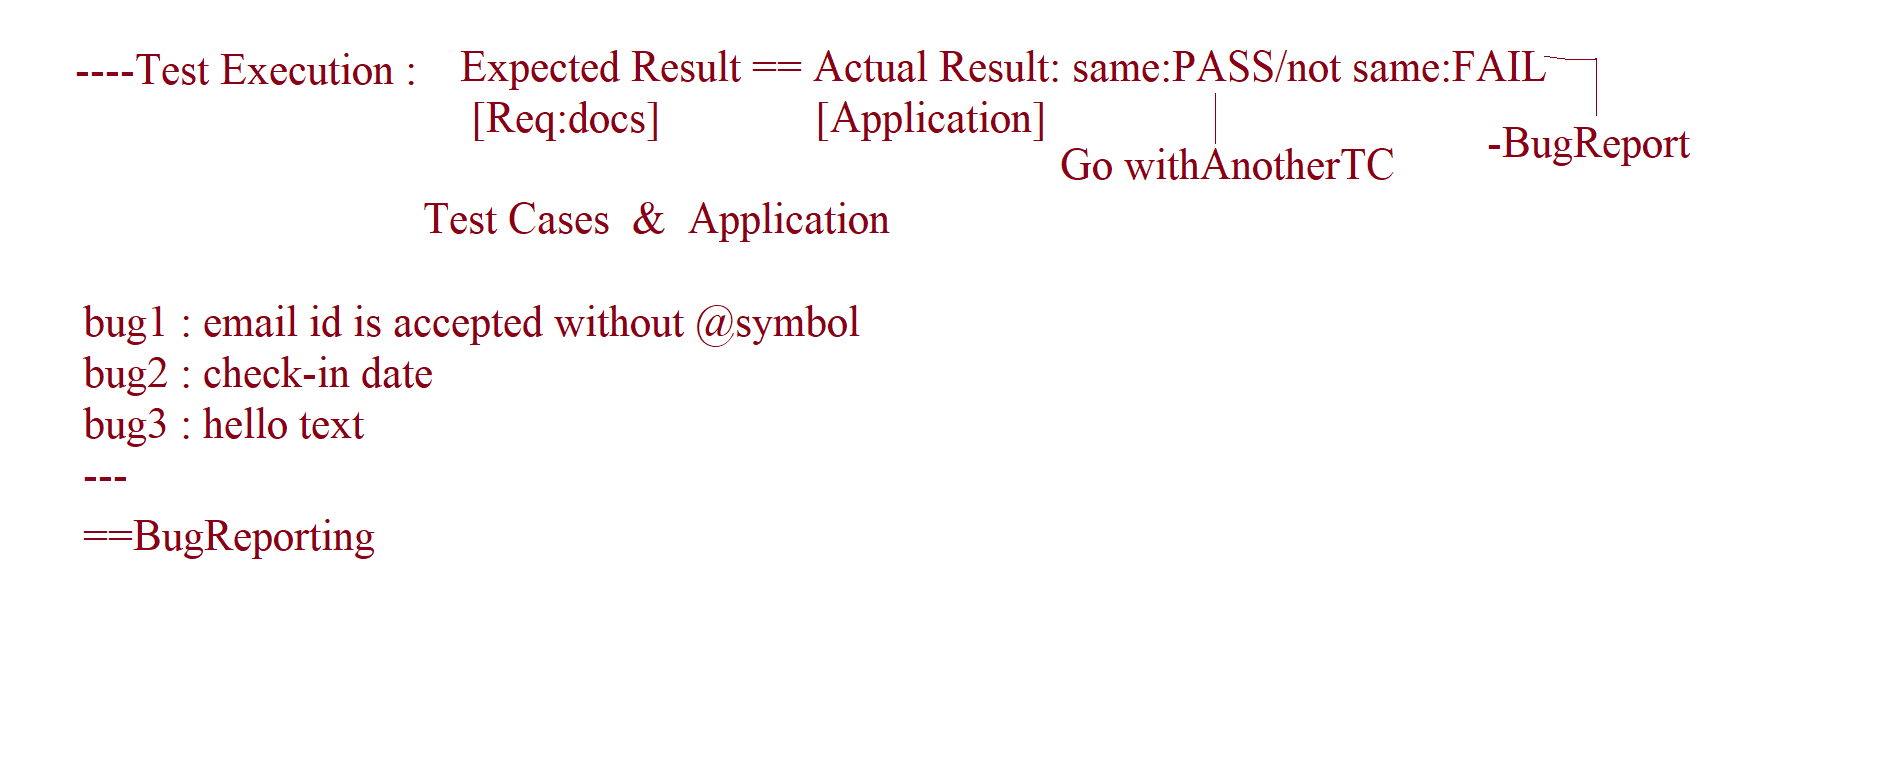 ----Test Execution : Expected Result == Actual Result: same:PASS/not same:FAIL
[Req:docs] [Application]
-BugReport
Go withAnotherTC
Test Cases & Application
bug1 : email id is accepted without @symbol
bug2 : check-in date
bug3 : hello text
---
==BugReporting